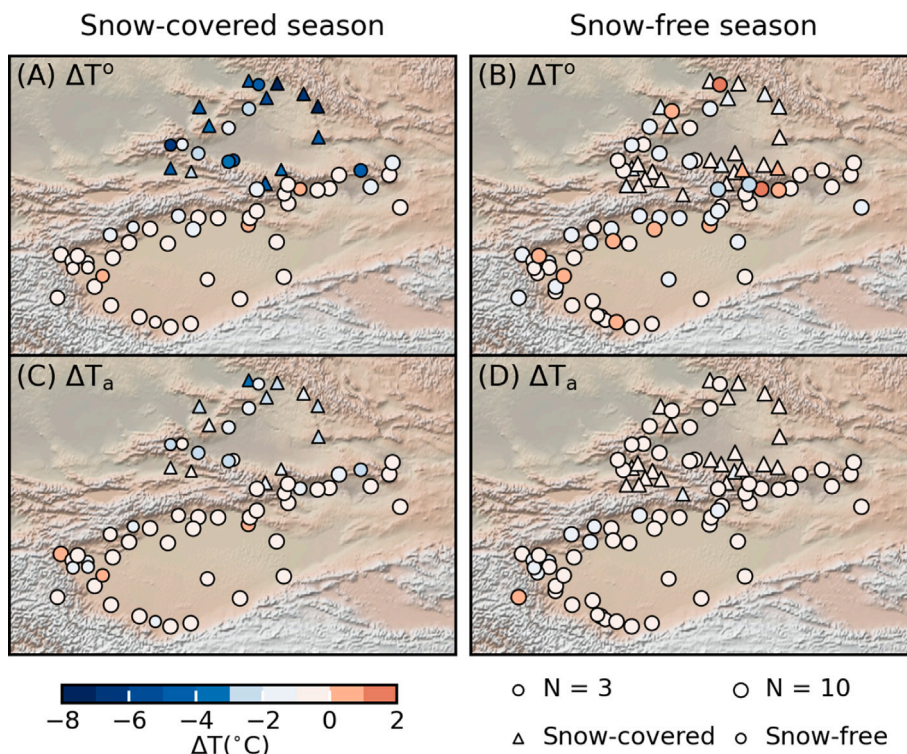 Snow-covered season Snow-free season
(A) ΔT° (B) ΔT°
(C) ΔTₐ (D) ΔTₐ
−8 −6 −4 −2 0 2
ΔT(°C)
N = 3 N = 10
Snow-covered Snow-free